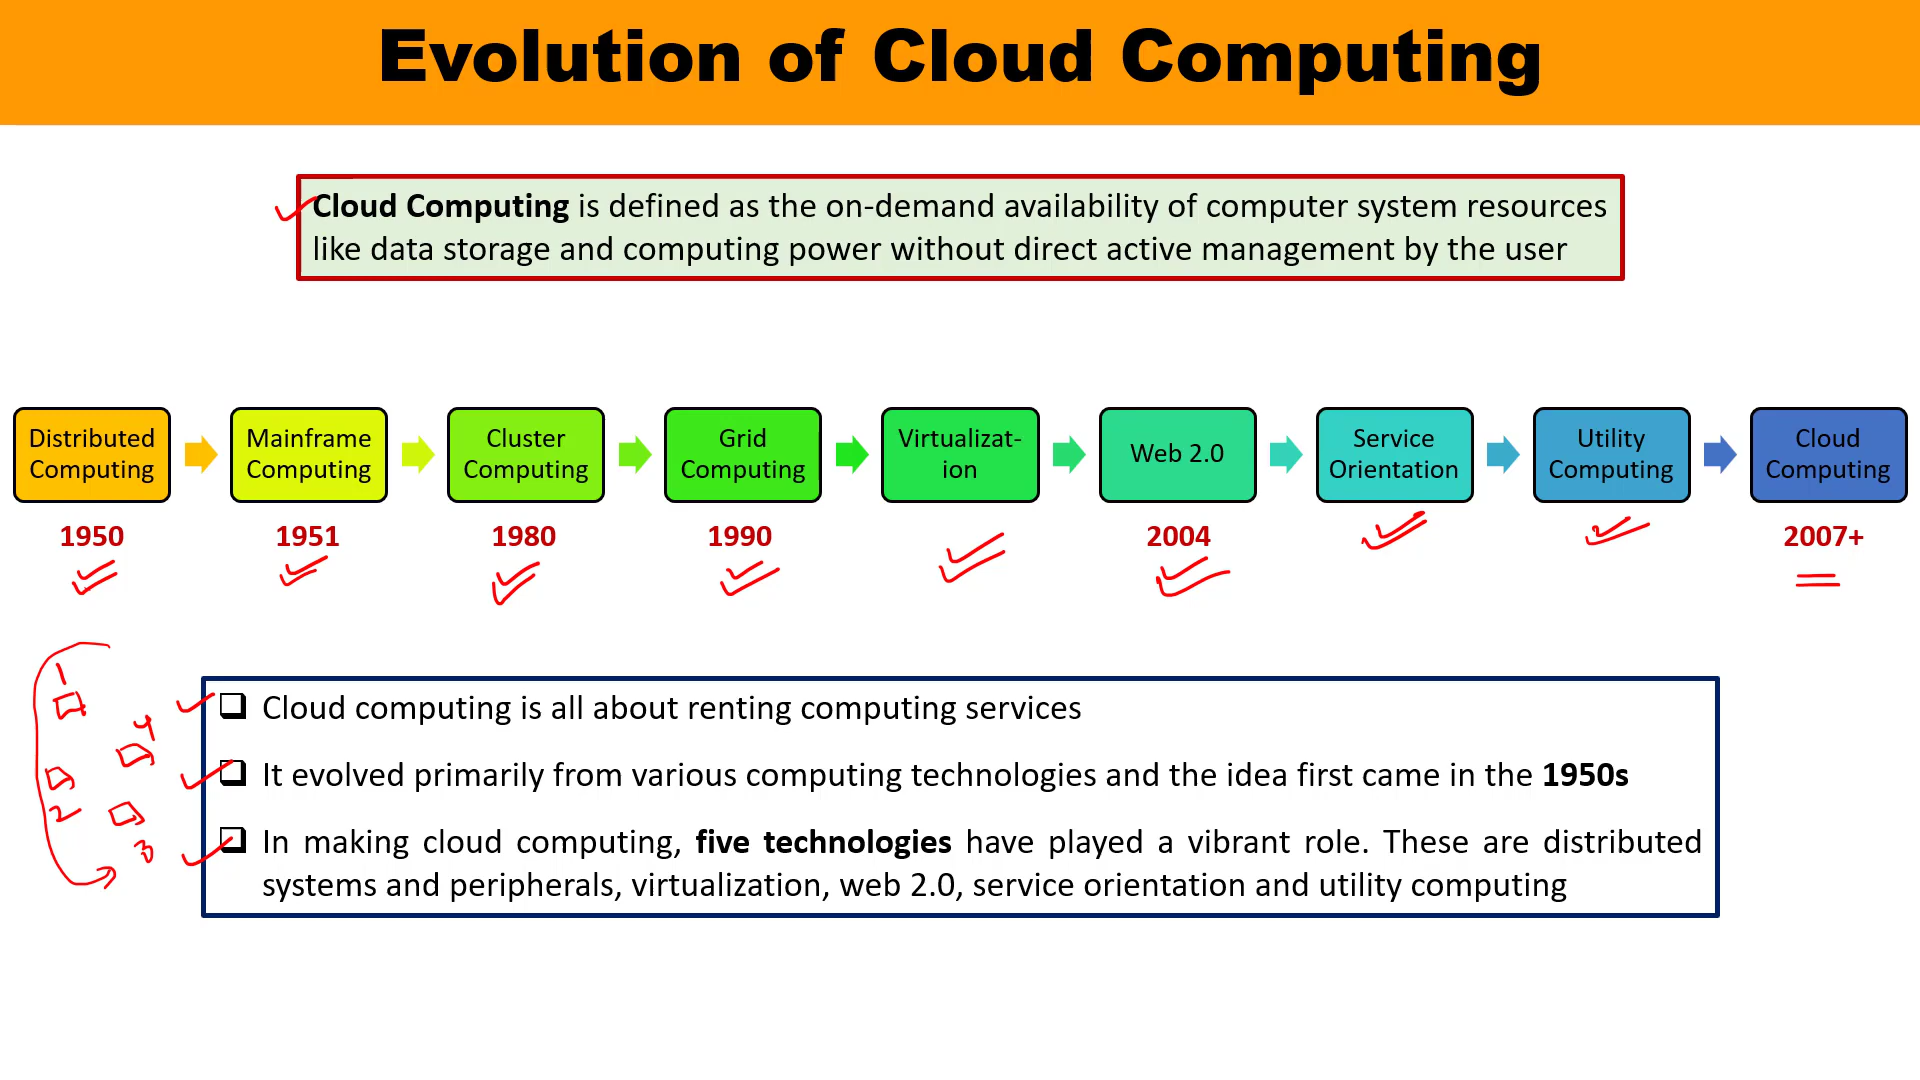 Evolution of Cloud Computing
Cloud Computing is defined as the on-demand availability of computer system resources
like data storage and computing power without direct active management by the user
Distributed
Computing
Mainframe
Computing
Cluster
Computing
Grid
Computing
Virtualizat-
ion
Web 2.0
Service
Orientation
Utility
Computing
Cloud
Computing
1950
1951
1980
1990
2004
2007+
1
4
2
3
Cloud computing is all about renting computing services
It evolved primarily from various computing technologies and the idea first came in the 1950s
In making cloud computing, five technologies have played a vibrant role. These are distributed
systems and peripherals, virtualization, web 2.0, service orientation and utility computing